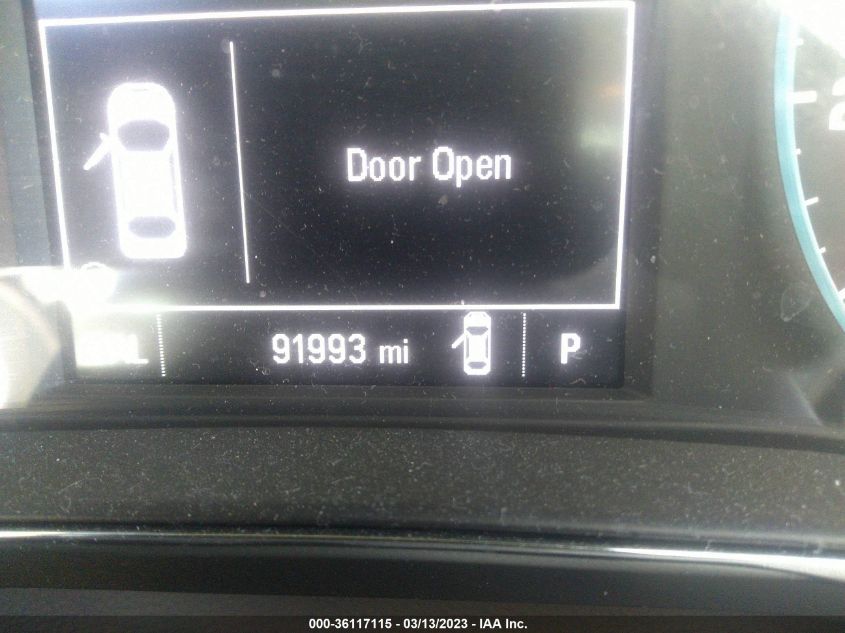 Door Open
91993 mi
P
000-36117115 - 03/13/2023 - IAA Inc.